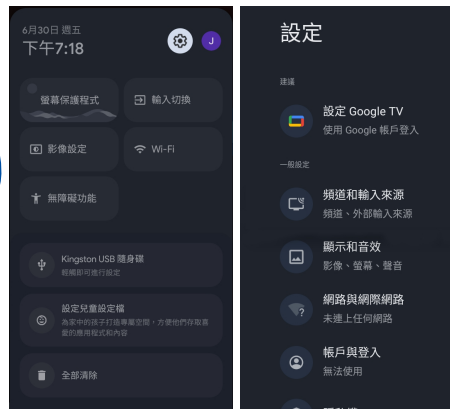 6月30日 週五
下午7:18
J
螢幕保護程式
輸入切換
影像設定
Wi-Fi
無障礙功能
Kingston USB 隨身碟
輕觸即可進行設定
設定兒童設定檔
為家中的孩子打造專屬空間，方便他們存取喜
愛的應用程式和內容
全部清除
設定
建議
設定 Google TV
使用 Google 帳戶登入
一般設定
頻道和輸入來源
頻道、外部輸入來源
顯示和音效
影像、螢幕、聲音
網路與網際網路
未連上任何網路
帳戶與登入
無法使用